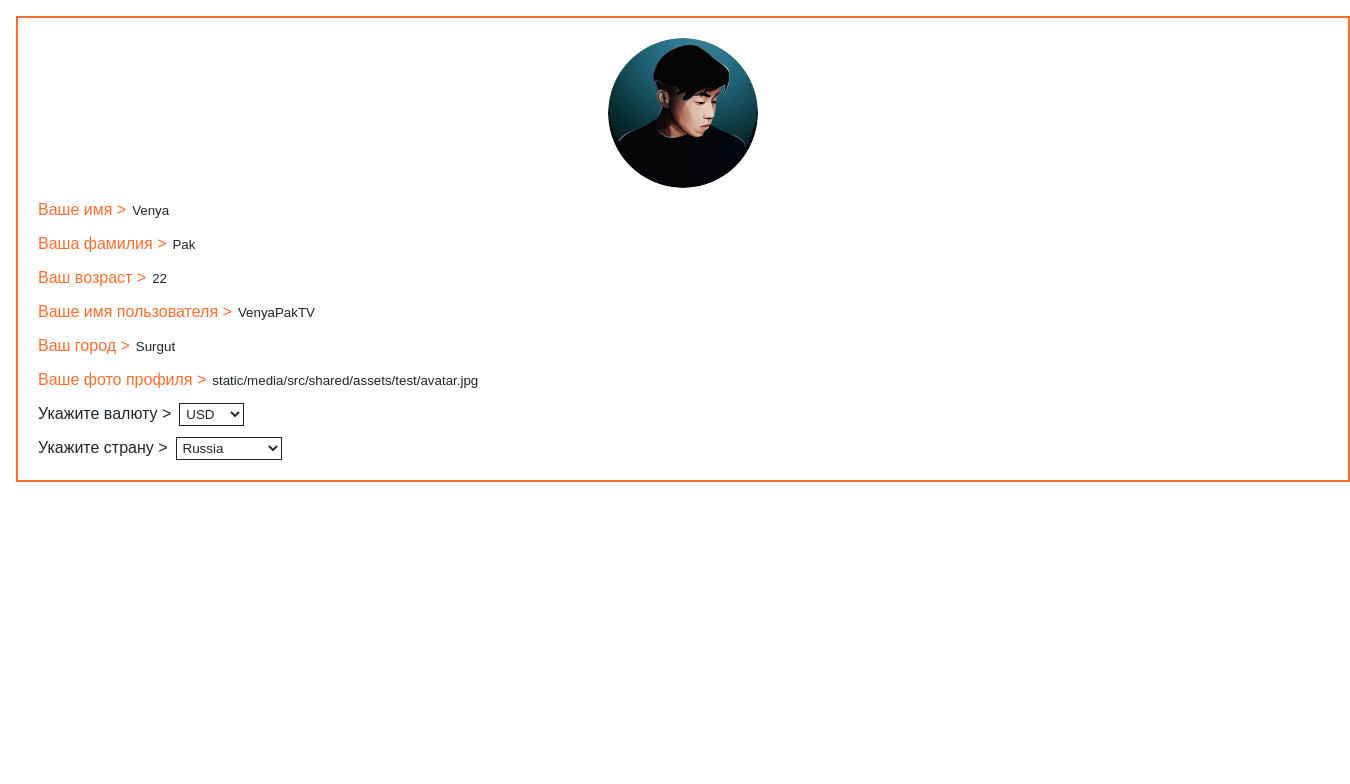 Ваше имя > Venya
Ваша фамилия > Pak
Ваш возраст > 22
Ваше имя пользователя > VenyaPakTV
Ваш город > Surgut
Ваше фото профиля > static/media/src/shared/assets/test/avatar.jpg
Укажите валюту > USD
Укажите страну > Russia